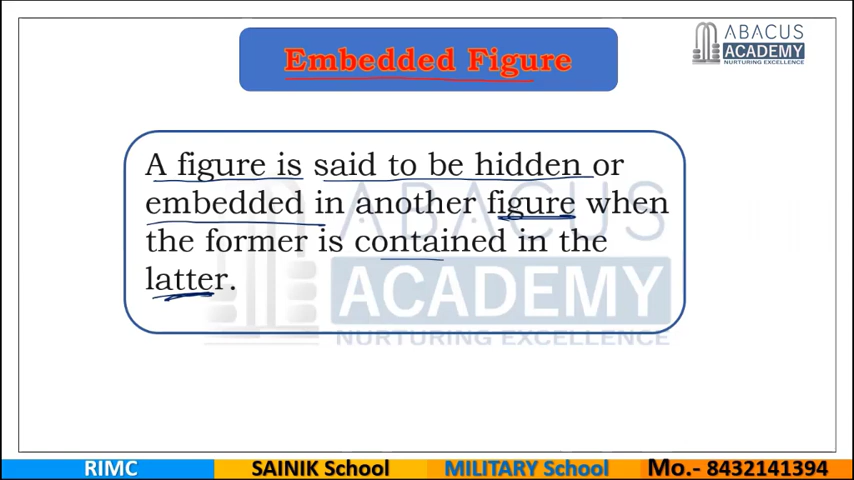 Embedded Figure
ABACUS
ACADEMY
NURTURING EXCELLENCE
A figure is said to be hidden or
embedded in another figure when
the former is contained in the
latter.
ABACUS
ACADEMY
NURTURING EXCELLENCE
RIMC SAINIK School MILITARY School Mo.- 8432141394